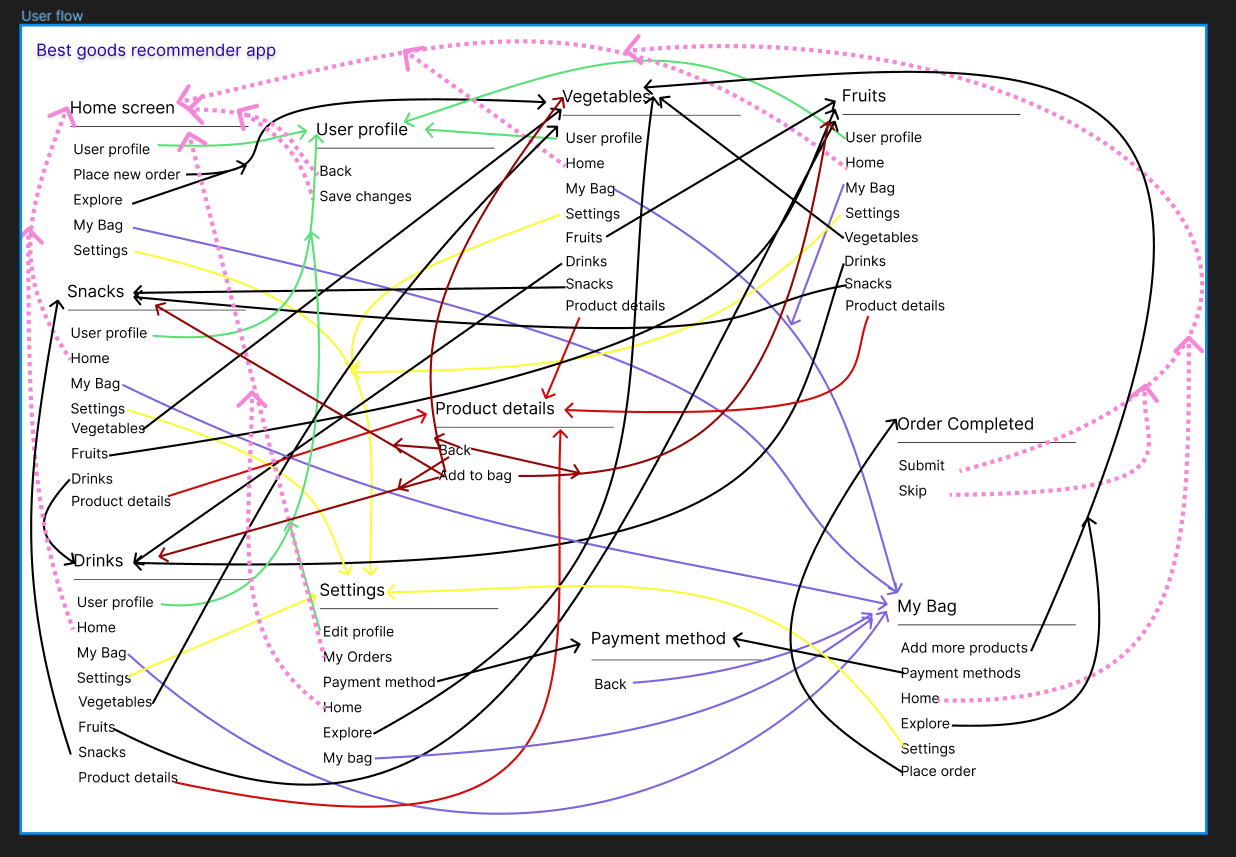 User flow
Best goods recommender app
Home screen
User profile
Place new order
Explore
My Bag
Settings
User profile
Back
Save changes
Vegetables
User profile
Home
My Bag
Settings
Fruits
Drinks
Snacks
Product details
Fruits
User profile
Home
My Bag
Settings
Vegetables
Drinks
Snacks
Product details
Snacks
User profile
Home
My Bag
Settings
Vegetables
Fruits
Drinks
Product details
Product details
Back
Add to bag
Order Completed
Submit
Skip
Drinks
User profile
Home
My Bag
Settings
Vegetables
Fruits
Snacks
Product details
Settings
Edit profile
My Orders
Payment method
Home
Explore
My bag
Payment method
Back
My Bag
Add more products
Payment methods
Home
Explore
Settings
Place order